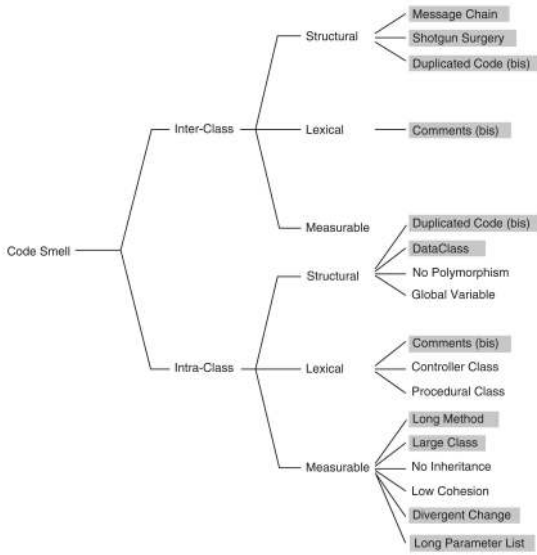 Message Chain
Structural
Shotgun Surgery
Duplicated Code (bis)
Inter-Class
Lexical
Comments (bis)
Measurable
Duplicated Code (bis)
DataClass
Code Smell
Structural
No Polymorphism
Global Variable
Comments (bis)
Intra-Class
Lexical
Controller Class
Procedural Class
Long Method
Large Class
Measurable
No Inheritance
Low Cohesion
Divergent Change
Long Parameter List